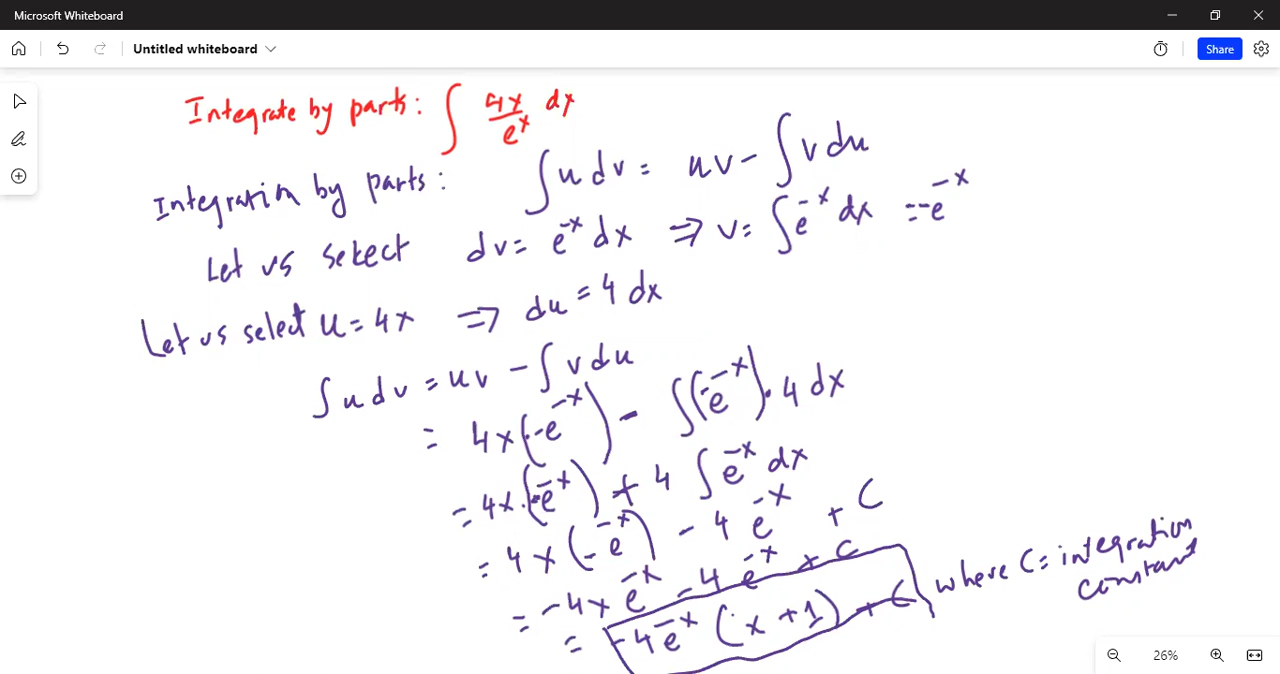 Microsoft Whiteboard
Untitled whiteboard
Share
Integrate by parts: ∫ 4x/e^x dx
Integration by parts: ∫ u dv = uv - ∫ v du
Let us select dv = e^-x dx ⇒ v = ∫ e^-x dx = -e^-x
Let us select u = 4x ⇒ du = 4 dx
∫ u dv = uv - ∫ v du
= 4x(-e^-x) - ∫(-e^-x)·4 dx
= 4x·(-e^-x) + 4 ∫ e^-x dx
= 4x(-e^-x) - 4 e^-x + C
= -4x e^-x - 4 e^-x + C
= -4e^-x (x+1) + C where C = integration constant
26%